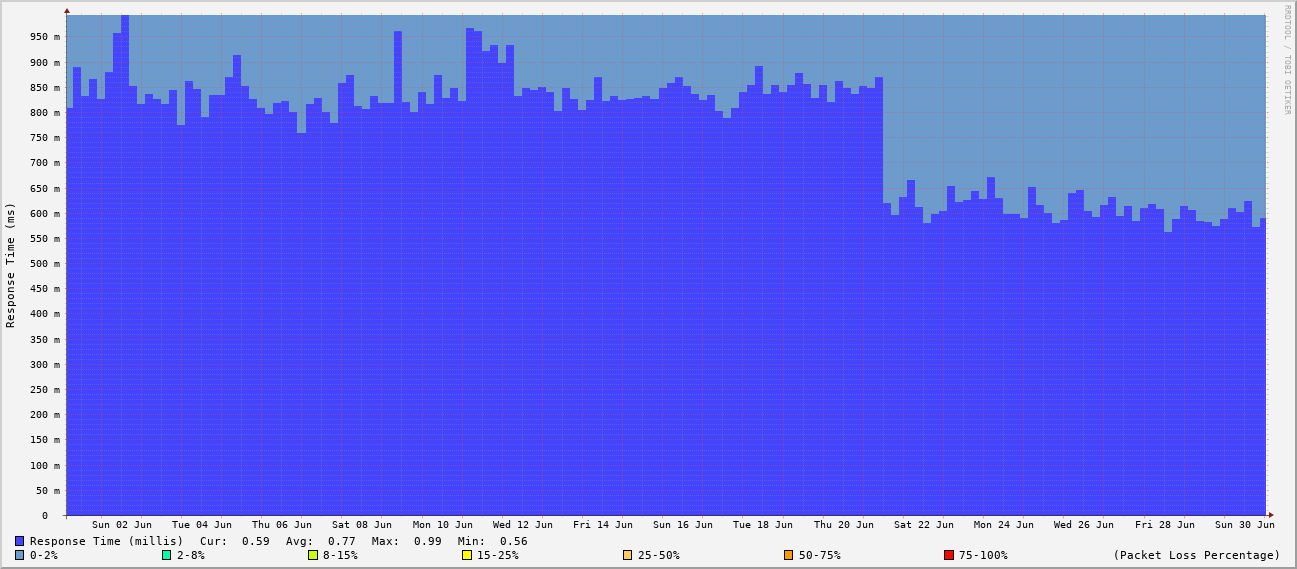 RRDTOOL / TOBI OETIKER
Response Time (ms)
950 m
900 m
850 m
800 m
750 m
700 m
650 m
600 m
550 m
500 m
450 m
400 m
350 m
300 m
250 m
200 m
150 m
100 m
50 m
0
Sun 02 Jun Tue 04 Jun Thu 06 Jun Sat 08 Jun Mon 10 Jun Wed 12 Jun Fri 14 Jun Sun 16 Jun Tue 18 Jun Thu 20 Jun Sat 22 Jun Mon 24 Jun Wed 26 Jun Fri 28 Jun Sun 30 Jun
Response Time (millis) Cur: 0.59 Avg: 0.77 Max: 0.99 Min: 0.56
0-2% 2-8% 8-15% 15-25% 25-50% 50-75% 75-100% (Packet Loss Percentage)